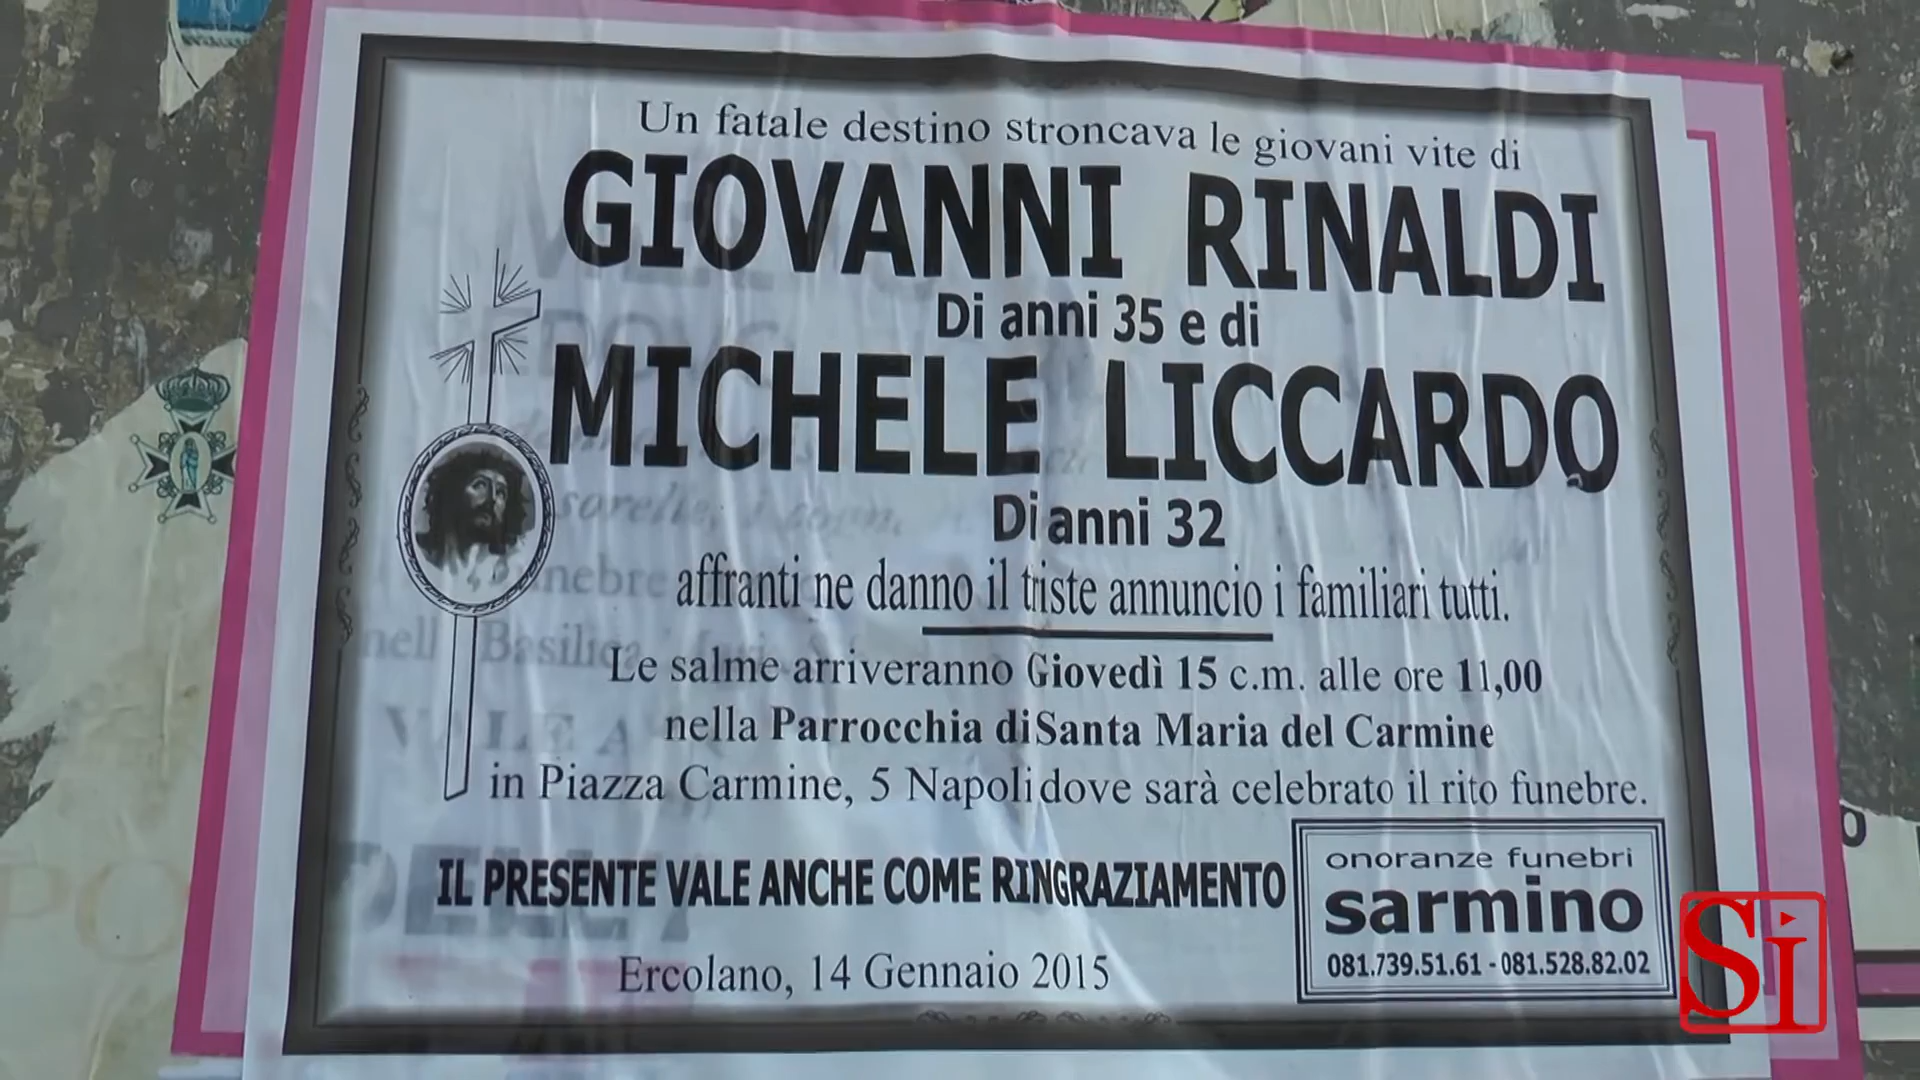 Un fatale destino stroncava le giovani vite di
GIOVANNI RINALDI
Di anni 35 e di
MICHELE LICCARDO
Di anni 32
affranti ne danno il triste annuncio i familiari tutti.
Le salme arriveranno Giovedì 15 c.m. alle ore 11,00
nella Parrocchia di Santa Maria del Carmine
in Piazza Carmine, 5 Napoli dove sarà celebrato il rito funebre.
IL PRESENTE VALE ANCHE COME RINGRAZIAMENTO
Ercolano, 14 Gennaio 2015
onoranze funebri
sarmino
081.739.51.61 - 081.528.82.02
Si